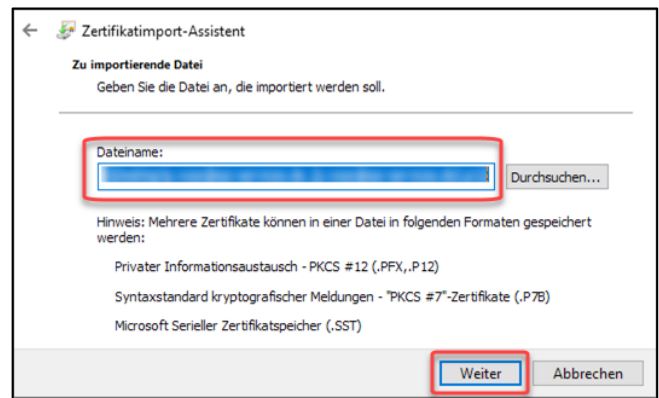 Zertifikatimport-Assistent
Zu importierende Datei
Geben Sie die Datei an, die importiert werden soll.
Dateiname:
Durchsuchen...
Hinweis: Mehrere Zertifikate können in einer Datei in folgenden Formaten gespeichert
werden:
Privater Informationsaustausch - PKCS #12 (.PFX,.P12)
Syntaxstandard kryptografischer Meldungen - "PKCS #7"-Zertifikate (.P7B)
Microsoft Serieller Zertifikatspeicher (.SST)
Weiter Abbrechen